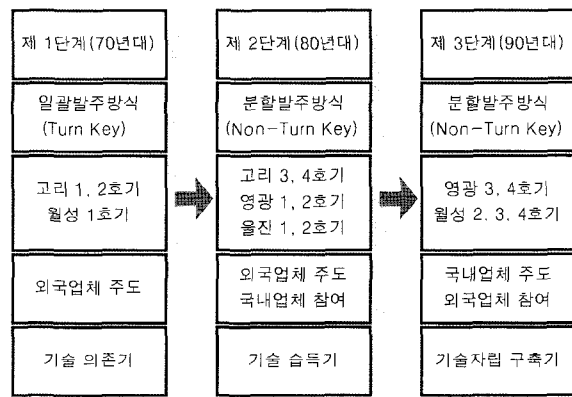 제 1단계(70년대)
일괄발주방식
(Turn Key)
고리 1, 2호기
월성 1호기
외국업체 주도
기술 의존기
제 2단계(80년대)
분할발주방식
(Non-Turn Key)
고리 3, 4호기
영광 1, 2호기
울진 1, 2호기
외국업체 주도
국내업체 참여
기술 습득기
제 3단계(90년대)
분할발주방식
(Non-Turn Key)
영광 3, 4호기
월성 2, 3, 4호기
국내업체 주도
외국업체 참여
기술자립 구축기